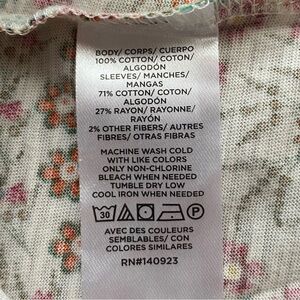 BODY/ CORPS/ CUERPO
100% COTTON/ COTON/
ALGODÓN
SLEEVES/ MANCHES/
MANGAS
71% COTTON/ COTON/
ALGODÓN
27% RAYON/ RAYONNE/
RAYÓN
2% OTHER FIBERS/ AUTRES
FIBRES/ OTRAS FIBRAS
MACHINE WASH COLD
WITH LIKE COLORS
ONLY NON-CHLORINE
BLEACH WHEN NEEDED
TUMBLE DRY LOW
COOL IRON WHEN NEEDED
30 P
AVEC DES COULEURS
SEMBLABLES/ CON
COLORES SIMILARES
RN#140923